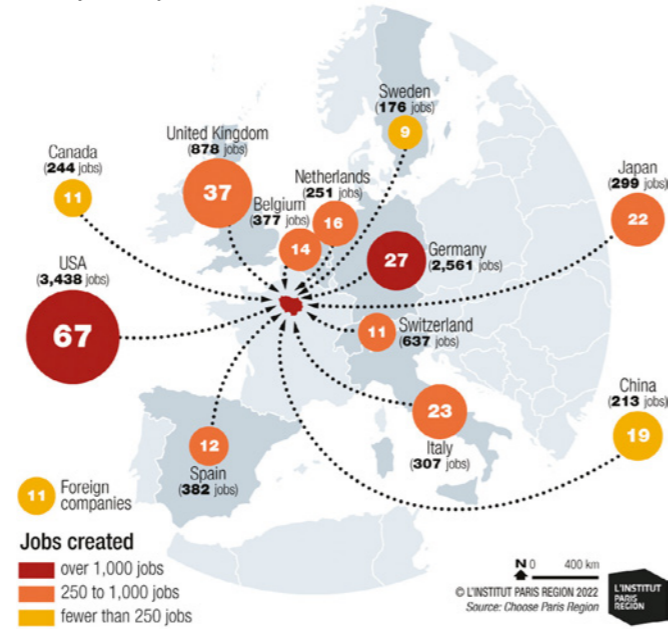 Sweden
(176 jobs)
9
United Kingdom
(878 jobs)
37
Canada
(244 jobs)
11
Netherlands
(251 jobs)
16
Belgium
(377 jobs)
14
Japan
(299 jobs)
22
USA
(3,438 jobs)
67
Germany
(2,561 jobs)
27
Switzerland
(637 jobs)
11
China
(213 jobs)
19
23
Italy
(307 jobs)
12
Spain
(382 jobs)
11
Foreign
companies
Jobs created
over 1,000 jobs
250 to 1,000 jobs
fewer than 250 jobs
N 0 400 km
© L'INSTITUT PARIS REGION 2022
Source: Choose Paris Region
L'INSTITUT
PARIS
REGION